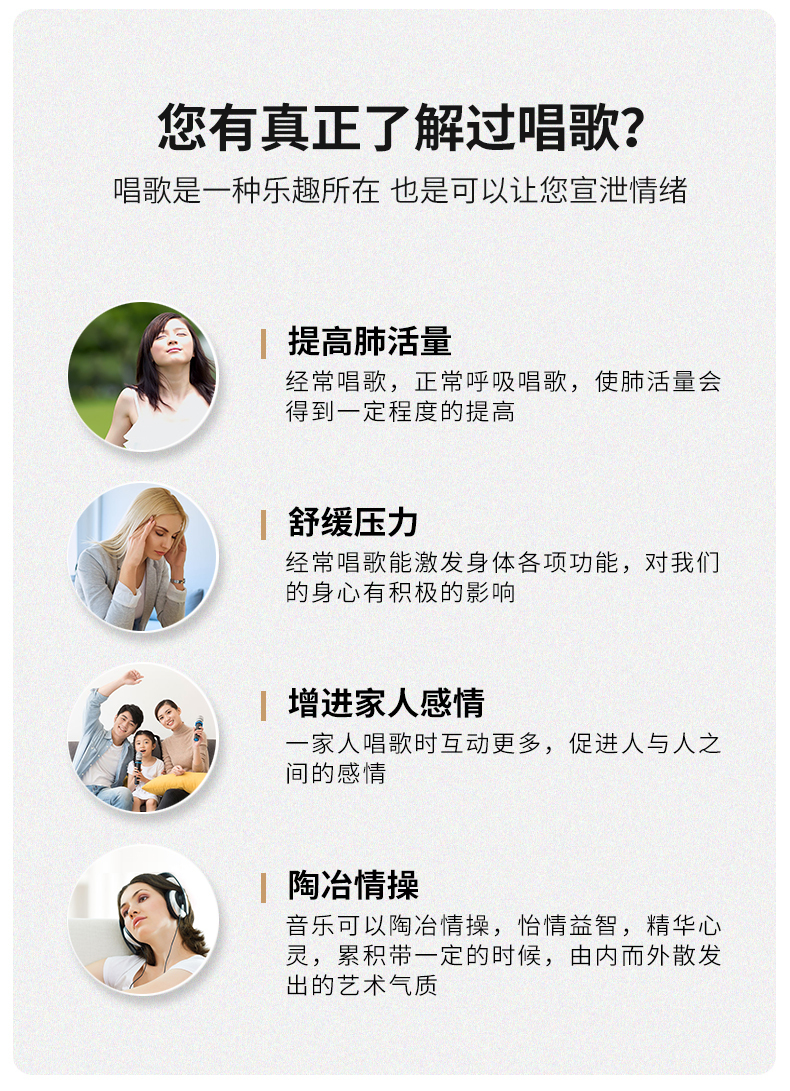 您有真正了解过唱歌?
唱歌是一种乐趣所在 也是可以让您宣泄情绪
提高肺活量
经常唱歌，正常呼吸唱歌，使肺活量会
得到一定程度的提高
舒缓压力
经常唱歌能激发身体各项功能，对我们
的身心有积极的影响
增进家人感情
一家人唱歌时互动更多，促进人与人之
间的感情
陶冶情操
音乐可以陶冶情操，怡情益智，精华心
灵，累积带一定的时候，由内而外散发
出的艺术气质